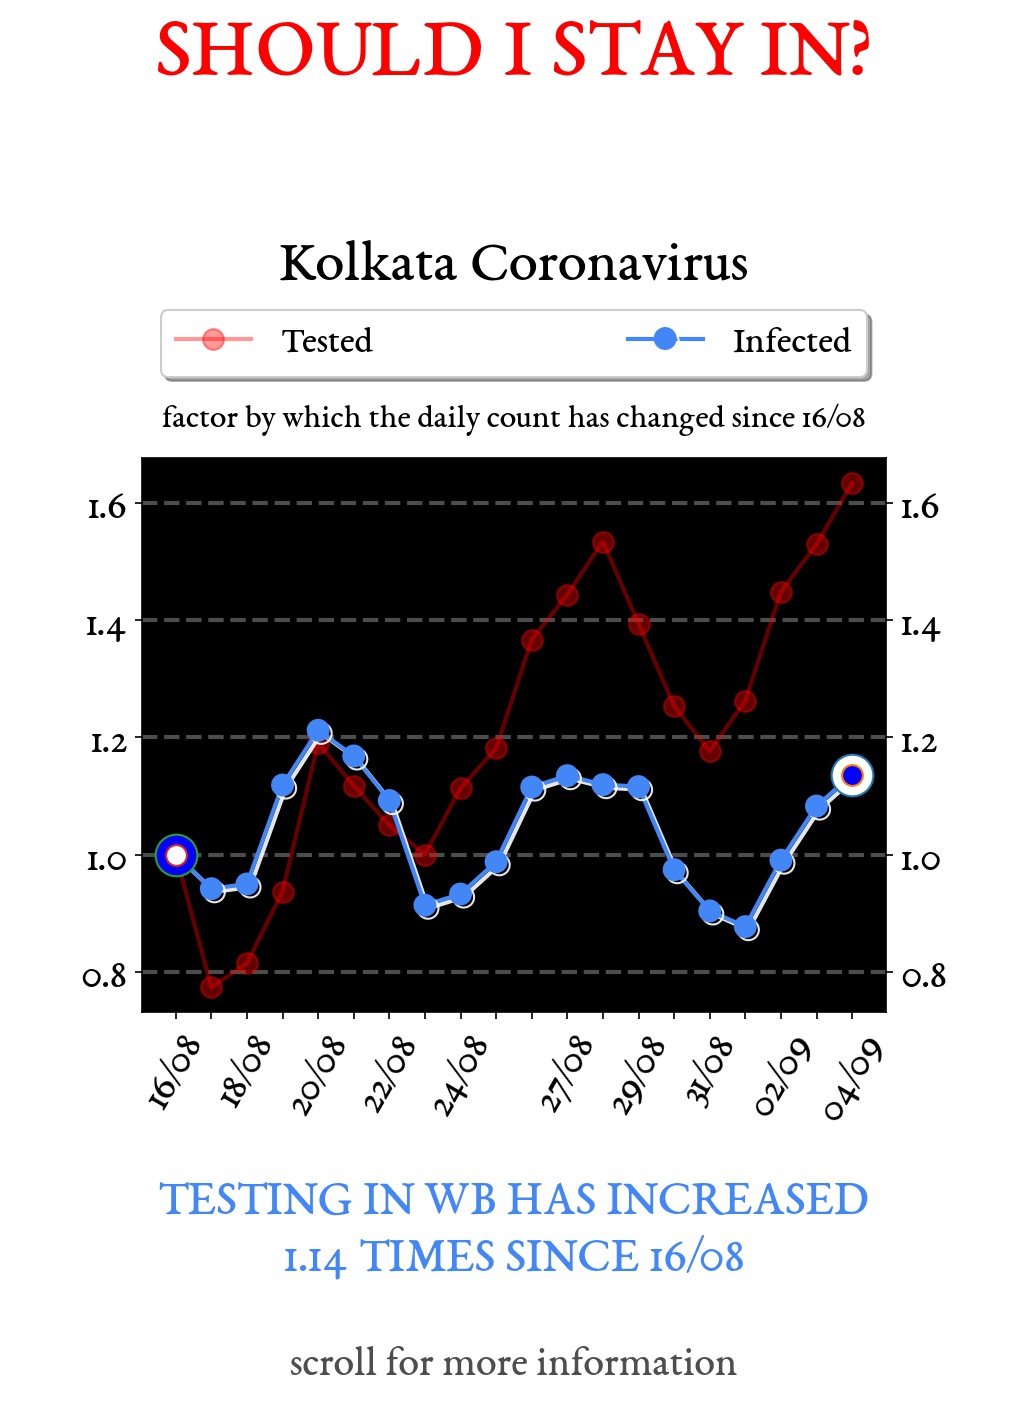 SHOULD I STAY IN?
Kolkata Coronavirus
Tested Infected
factor by which the daily count has changed since 16/08
1.6 1.6
1.4 1.4
1.2 1.2
1.0 1.0
0.8 0.8
16/08 18/08 20/08 22/08 24/08 27/08 29/08 31/08 02/09 04/09
TESTING IN WB HAS INCREASED
1.14 TIMES SINCE 16/08
scroll for more information